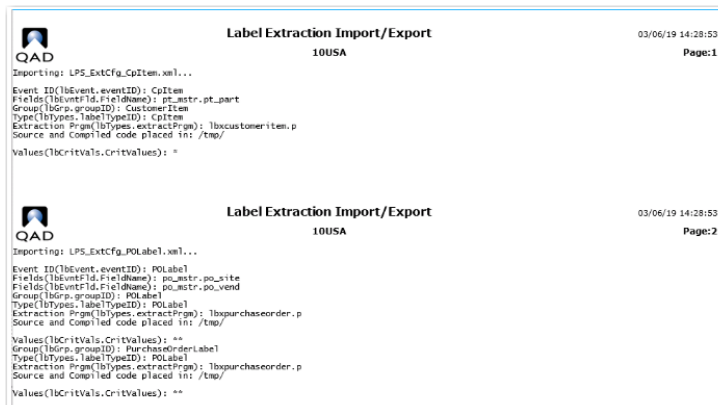 QAD
Label Extraction Import/Export
10USA
03/06/19 14:28:53
Page:1
Importing: LPS_ExtCfg_CpItem.xml...
Event ID(lbEvent.eventID): CpItem
Fields(lbEvntFld.FieldName): pt_mstr.pt_part
Group(lbGrp.groupID): CustomerItem
Type(lbTypes.labelTypeID): CpItem
Extraction Prgm(lbTypes.extractPrgm): lbxcustomeritem.p
Source and Compiled code placed in: /tmp/
Values(lbCritVals.CritValues): *
QAD
Label Extraction Import/Export
10USA
03/06/19 14:28:53
Page:2
Importing: LPS_ExtCfg_POLabel.xml...
Event ID(lbEvent.eventID): POLabel
Fields(lbEvntFld.FieldName): po_mstr.po_site
Fields(lbEvntFld.FieldName): po_mstr.po_vend
Group(lbGrp.groupID): POLabel
Type(lbTypes.labelTypeID): POLabel
Extraction Prgm(lbTypes.extractPrgm): lbxpurchaseorder.p
Source and Compiled code placed in: /tmp/
Values(lbCritVals.CritValues): **
Group(lbGrp.groupID): PurchaseOrderLabel
Type(lbTypes.labelTypeID): POLabel
Extraction Prgm(lbTypes.extractPrgm): lbxpurchaseorder.p
Source and Compiled code placed in: /tmp/
Values(lbCritVals.CritValues): **